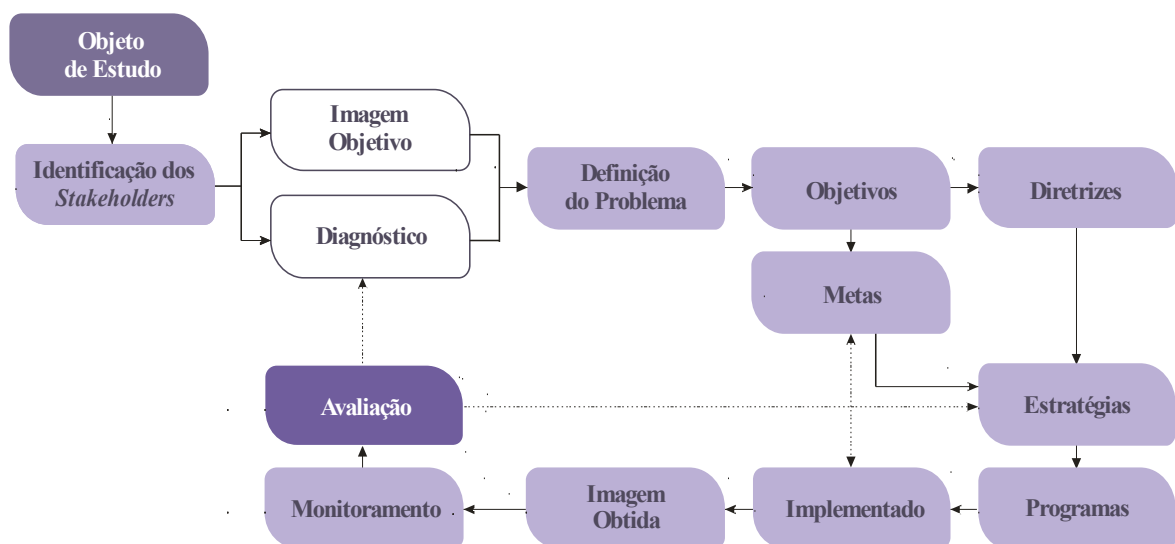 Objeto
de Estudo
Identificação dos
Stakeholders
Imagem
Objetivo
Diagnóstico
Definição
do Problema
Objetivos
Diretrizes
Metas
Avaliação
Estratégias
Monitoramento
Imagem
Obtida
Implementado
Programas